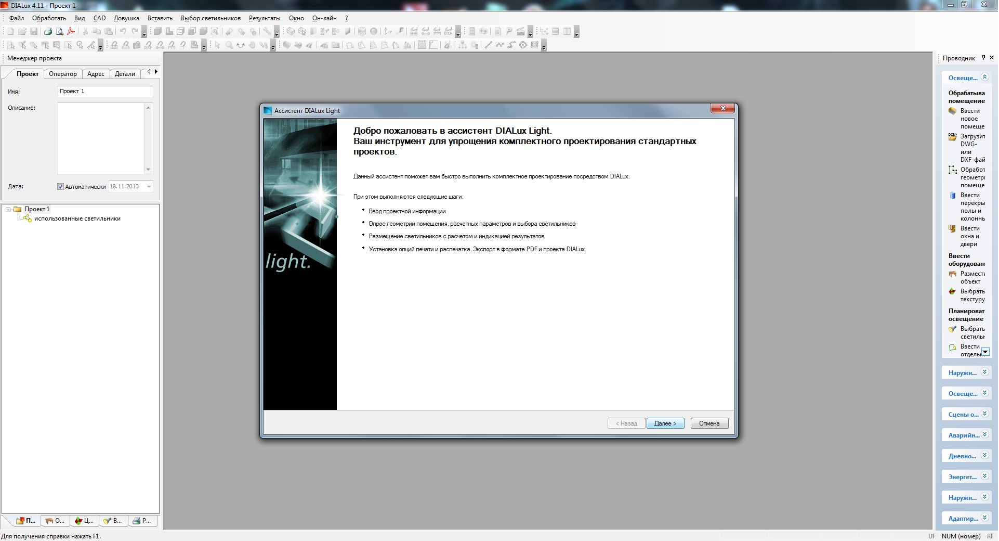 DIALux 4.11 - Проект 1
Файл Обработать Вид CAD Ловушка Вставить Выбор светильников Результаты Окно Он-лайн ?
Менеджер проекта
Проект Оператор Адрес Детали
Имя: Проект 1
Описание:
Дата: Автоматически 18.11.2013
Проект 1
использованные светильники
П... О... Ц... В... Р...
Ассистент DIALux Light
light.
Добро пожаловать в ассистент DIALux Light.
Ваш инструмент для упрощения комплектного проектирования стандартных
проектов.
Данный ассистент поможет вам быстро выполнить комплектное проектирование посредством DIALux.
При этом выполняются следующие шаги:
• Ввод проектной информации
• Опрос геометрии помещения, расчетных параметров и выбора светильников
• Размещение светильников с расчетом и индикацией результатов
• Установка опций печати и распечатка. Экспорт в формате PDF и проекта DIALux.
< Назад Далее > Отмена
Проводник
Освеще...
Обрабатыва
помещение
Ввести
новое
помеще
Загрузит
DWG-
или
DXF-фай
Обработ
геометри
помеще
Ввести
перекры
полы и
колонны
Ввести
окна и
двери
Ввести
оборудовани
Размести
объект
Выбрать
текстуру
Планироват
освещение
Выбрать
светильн
Ввести
отдельн
Наружн...
Освеще...
Сцены о...
Аварийн...
Дневно...
Энергет...
Наружн...
Адаптир...
Для получения справки нажать F1.
UF NUM (номер) RF